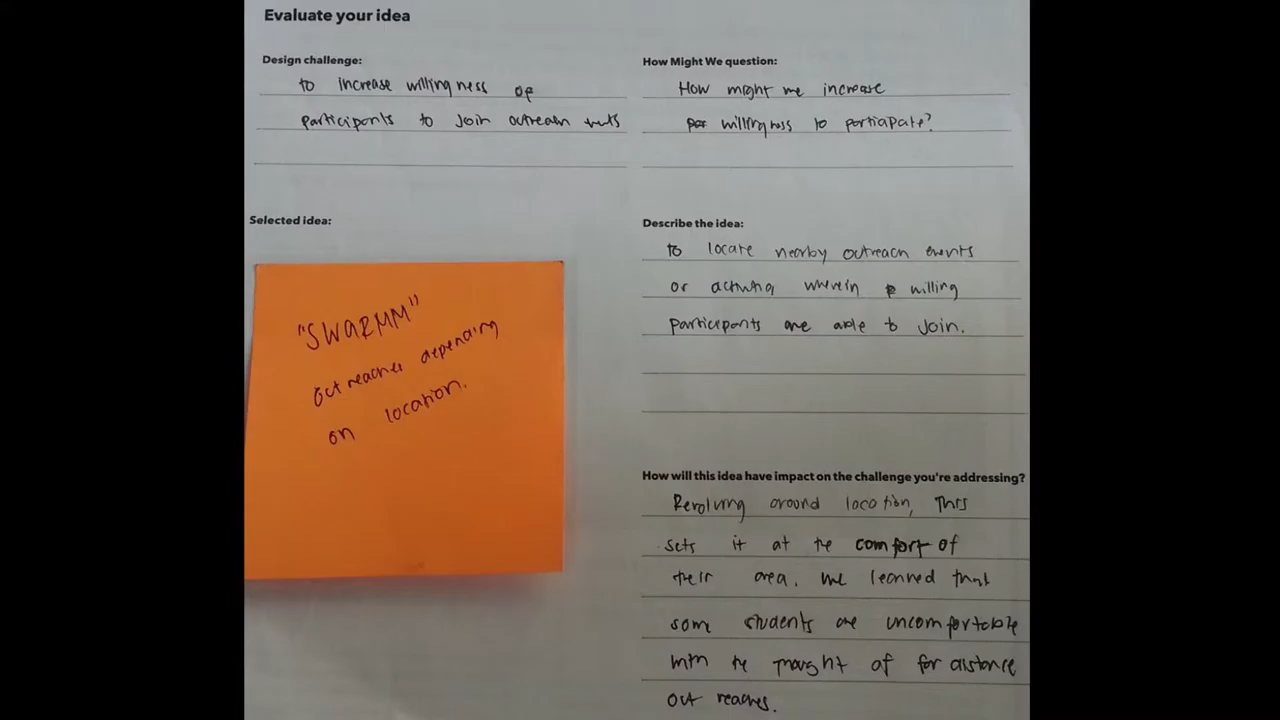 Evaluate your idea
Design challenge:
to increase willingness of
participants to join outreach
How Might We question:
How might we increase
willingness to participate?
Selected idea:
"SWARMM"
outreaches depending
on location.
Describe the idea:
to locate nearby outreach events
or wherein willing
participants are able to join.
How will this idea have impact on the challenge you're addressing?
Revolving around location, this
sets it at the comfort of
their area. We learned that
some students are uncomfortable
with the thought of far distance
out reaches.